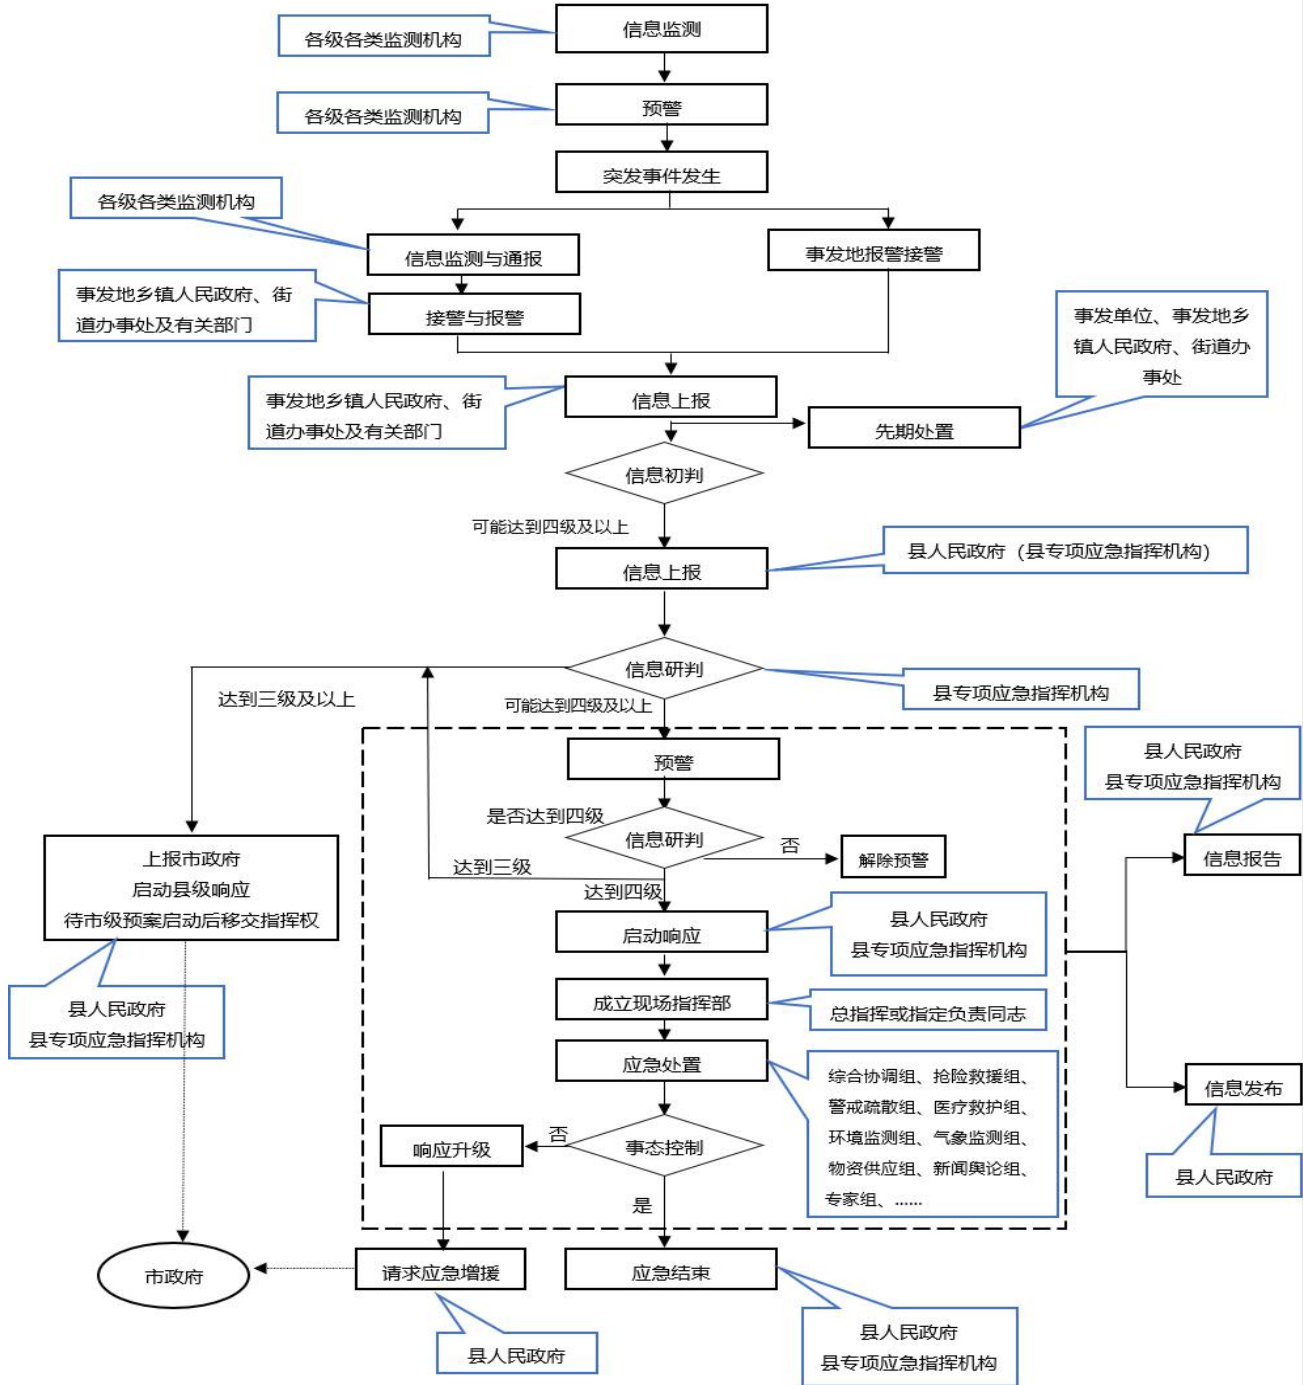 信息监测
各级各类监测机构
预警
各级各类监测机构
突发事件发生
各级各类监测机构
信息监测与通报
事发地报警接警
事发地乡镇人民政府、街
道办事处及有关部门
接警与报警
事发单位、事发地乡
镇人民政府、街道办
事处
信息上报
事发地乡镇人民政府、街
道办事处及有关部门
先期处置
信息初判
可能达到四级及以上
县人民政府（县专项应急指挥机构）
信息上报
信息研判
县专项应急指挥机构
达到三级及以上
可能达到四级及以上
预警
县人民政府
县专项应急指挥机构
是否达到四级
信息研判
否
解除预警
信息报告
达到三级
达到四级
上报市政府
启动县级响应
待市级预案启动后移交指挥权
启动响应
县人民政府
县专项应急指挥机构
县人民政府
县专项应急指挥机构
成立现场指挥部
总指挥或指定负责同志
应急处置
综合协调组、抢险救援组、
警戒疏散组、医疗救护组、
环境监测组、气象监测组、
物资供应组、新闻舆论组、
专家组、......
信息发布
县人民政府
响应升级
否
事态控制
是
市政府
请求应急增援
应急结束
县人民政府
县人民政府
县专项应急指挥机构